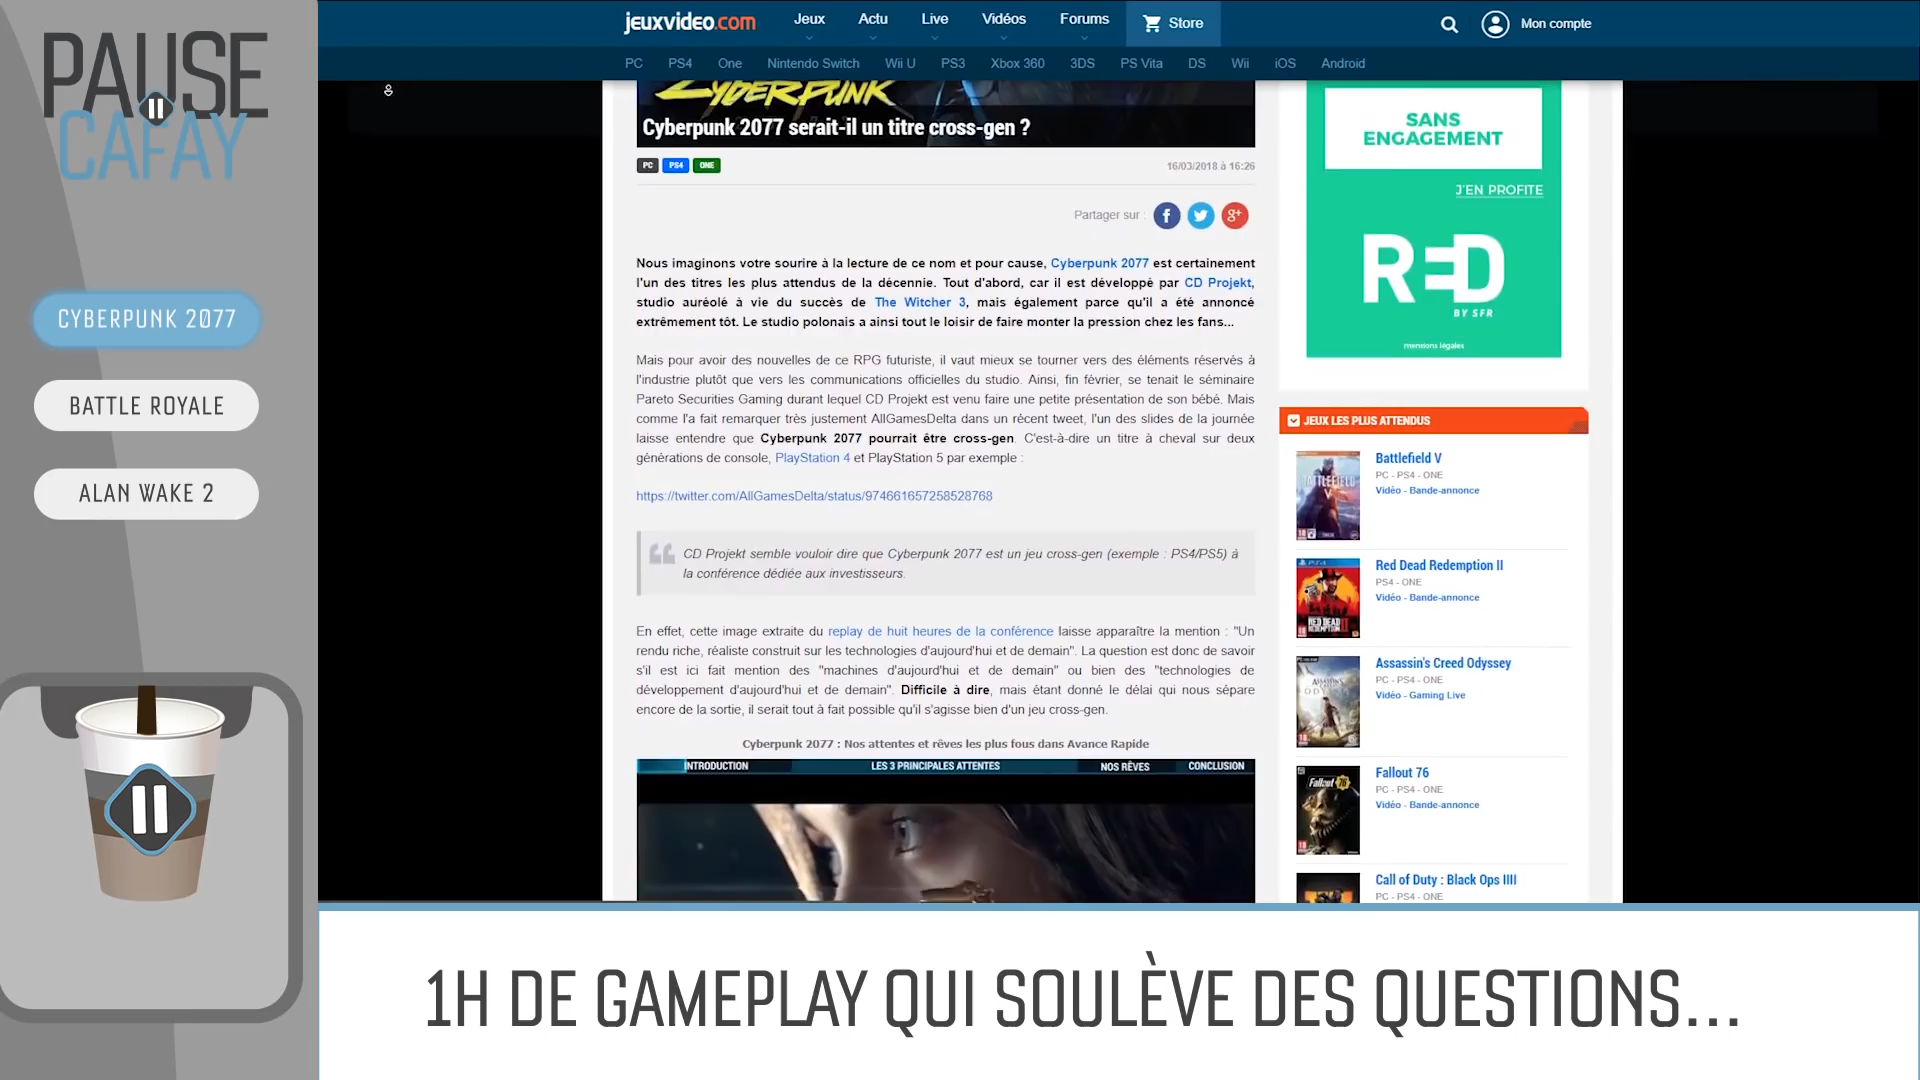 PAUSE
CAFAY
CYBERPUNK 2077
BATTLE ROYALE
ALAN WAKE 2
jeuxvideo.com
Jeux
Actu
Live
Vidéos
Forums
Store
Mon compte
PC
PS4
One
Nintendo Switch
Wii U
PS3
Xbox 360
3DS
PS Vita
DS
Wii
iOS
Android
CYBERPUNK
Cyberpunk 2077 serait-il un titre cross-gen ?
PC PS4 ONE
16/03/2018 à 16:26
Partager sur :
Nous imaginons votre sourire à la lecture de ce nom et pour cause, Cyberpunk 2077 est certainement
l'un des titres les plus attendus de la décennie. Tout d'abord, car il est développé par CD Projekt,
studio auréolé à vie du succès de The Witcher 3, mais également parce qu'il a été annoncé
extrêmement tôt. Le studio polonais a ainsi tout le loisir de faire monter la pression chez les fans...
Mais pour avoir des nouvelles de ce RPG futuriste, il vaut mieux se tourner vers des éléments réservés à
l'industrie plutôt que vers les communications officielles du studio. Ainsi, fin février, se tenait le séminaire
Pareto Securities Gaming durant lequel CD Projekt est venu faire une petite présentation de son bébé. Mais
comme l'a fait remarquer très justement AllGamesDelta dans un récent tweet, l'un des slides de la journée
laisse entendre que Cyberpunk 2077 pourrait être cross-gen. C'est-à-dire un titre à cheval sur deux
générations de console, PlayStation 4 et PlayStation 5 par exemple :
https://twitter.com/AllGamesDelta/status/974661657258528768
CD Projekt semble vouloir dire que Cyberpunk 2077 est un jeu cross-gen (exemple : PS4/PS5) à
la conférence dédiée aux investisseurs.
En effet, cette image extraite du replay de huit heures de la conférence laisse apparaître la mention : "Un
rendu riche, réaliste construit sur les technologies d'aujourd'hui et de demain". La question est donc de savoir
s'il est ici fait mention des "machines d'aujourd'hui et de demain" ou bien des "technologies de
développement d'aujourd'hui et de demain". Difficile à dire, mais étant donné le délai qui nous sépare
encore de la sortie, il serait tout à fait possible qu'il s'agisse bien d'un jeu cross-gen.
Cyberpunk 2077 : Nos attentes et rêves les plus fous dans Avance Rapide
INTRODUCTION
LES 3 PRINCIPALES ATTENTES
NOS RÊVES
CONCLUSION
SANS
ENGAGEMENT
J'EN PROFITE
RED
BY SFR
mentions légales
JEUX LES PLUS ATTENDUS
Battlefield V
PC - PS4 - ONE
Vidéo - Bande-annonce
Red Dead Redemption II
PS4 - ONE
Vidéo - Bande-annonce
Assassin's Creed Odyssey
PC - PS4 - ONE
Vidéo - Gaming Live
Fallout 76
PC - PS4 - ONE
Vidéo - Bande-annonce
Call of Duty : Black Ops IIII
PC - PS4 - ONE
1H DE GAMEPLAY QUI SOULÈVE DES QUESTIONS...